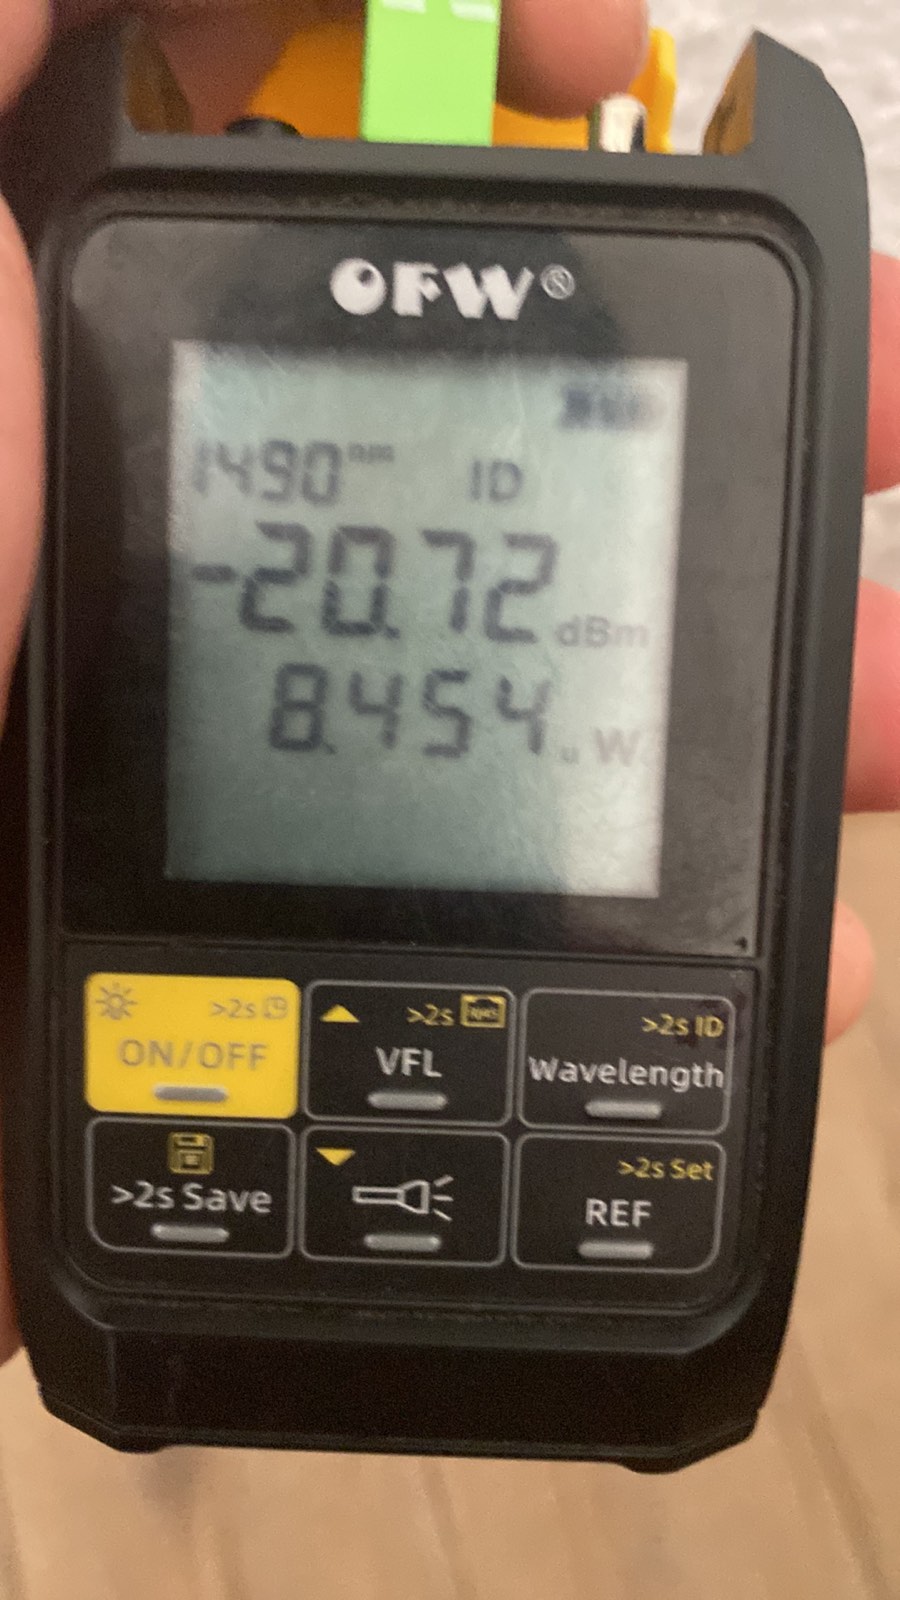 OFW®
1490nm ID
-20.72 dBm
8.454 uW
>2s
ON/OFF
>2s
VFL
>2s ID
Wavelength
>2s Save
>2s Set
REF